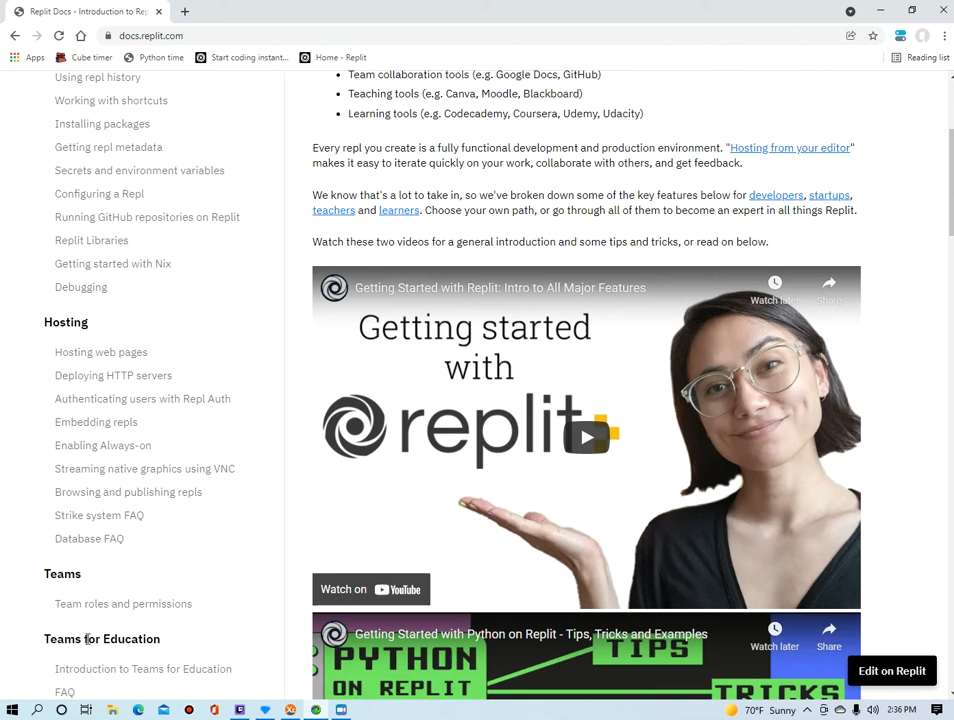 Replit Docs - Introduction to Rep
docs.replit.com
Apps
Cube timer
Python time
Start coding instant...
Home - Replit
Reading list
Using repl history
Working with shortcuts
Installing packages
Getting repl metadata
Secrets and environment variables
Configuring a Repl
Running GitHub repositories on Replit
Replit Libraries
Getting started with Nix
Debugging
Hosting
Hosting web pages
Deploying HTTP servers
Authenticating users with Repl Auth
Embedding repls
Enabling Always-on
Streaming native graphics using VNC
Browsing and publishing repls
Strike system FAQ
Database FAQ
Teams
Team roles and permissions
Teams for Education
Introduction to Teams for Education
FAQ
• Team collaboration tools (e.g. Google Docs, GitHub)
• Teaching tools (e.g. Canva, Moodle, Blackboard)
• Learning tools (e.g. Codecademy, Coursera, Udemy, Udacity)
Every repl you create is a fully functional development and production environment. "Hosting from your editor"
makes it easy to iterate quickly on your work, collaborate with others, and get feedback.
We know that's a lot to take in, so we've broken down some of the key features below for developers, startups,
teachers and learners. Choose your own path, or go through all of them to become an expert in all things Replit.
Watch these two videos for a general introduction and some tips and tricks, or read on below.
Getting Started with Replit: Intro to All Major Features
Watch later
Share
Getting started
with
replit
Watch on YouTube
Getting Started with Python on Replit - Tips, Tricks and Examples
Watch later
Share
PYTHON
ON REPLIT
TIPS
TRICKS
Edit on Replit
70°F Sunny
2:36 PM